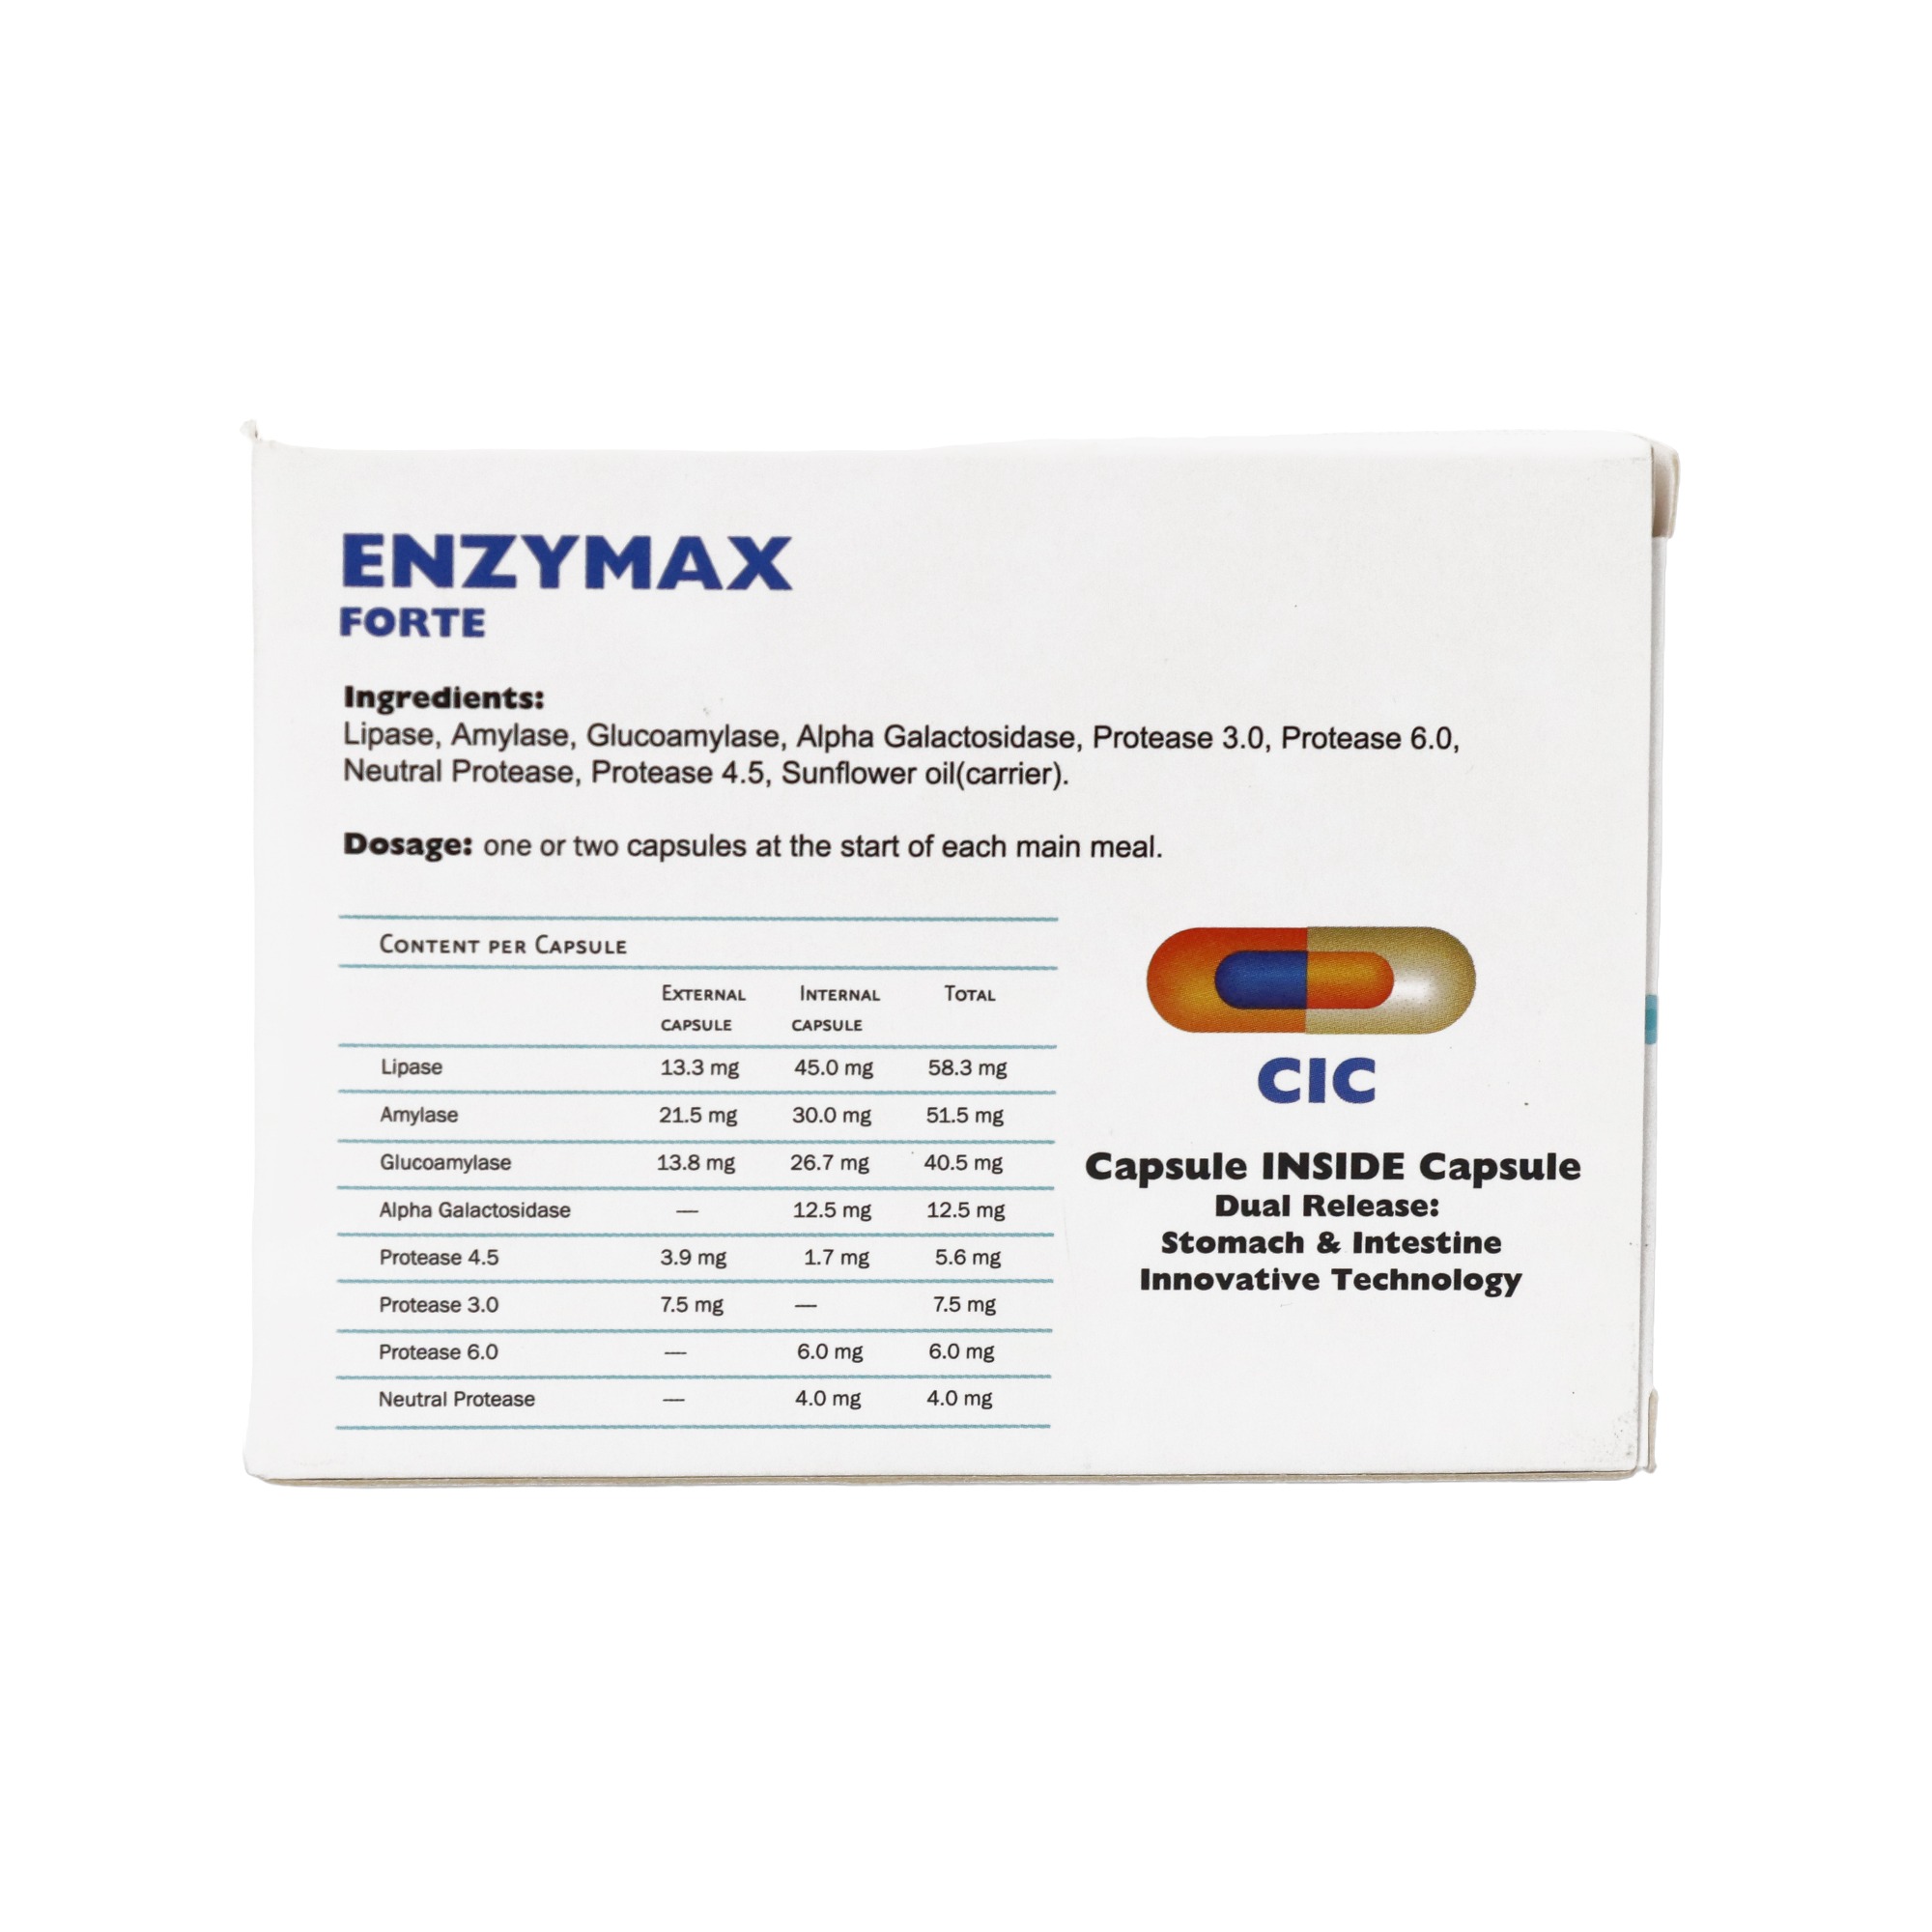 ENZYMAX
FORTE
Ingredients:
Lipase, Amylase, Glucoamylase, Alpha Galactosidase, Protease 3.0, Protease 6.0,
Neutral Protease, Protease 4.5, Sunflower oil(carrier).
Dosage: one or two capsules at the start of each main meal.
CONTENT PER CAPSULE
EXTERNAL CAPSULE INTERNAL CAPSULE TOTAL
Lipase 13.3 mg 45.0 mg 58.3 mg
Amylase 21.5 mg 30.0 mg 51.5 mg
Glucoamylase 13.8 mg 26.7 mg 40.5 mg
Alpha Galactosidase — 12.5 mg 12.5 mg
Protease 4.5 3.9 mg 1.7 mg 5.6 mg
Protease 3.0 7.5 mg — 7.5 mg
Protease 6.0 — 6.0 mg 6.0 mg
Neutral Protease — 4.0 mg 4.0 mg
CIC
Capsule INSIDE Capsule
Dual Release:
Stomach & Intestine
Innovative Technology